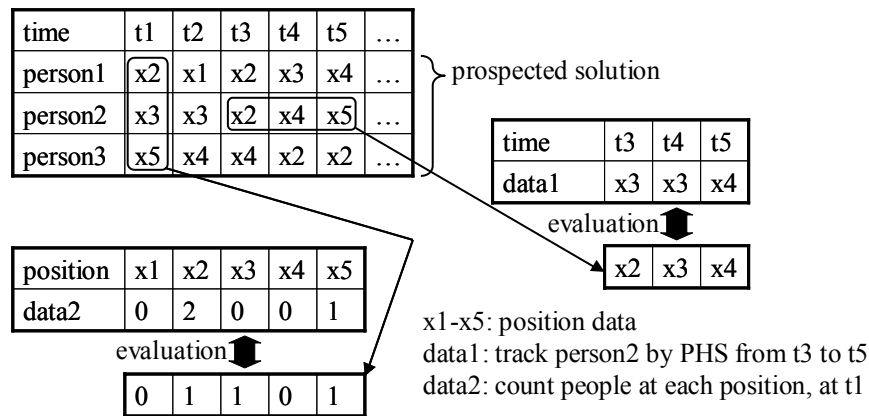 time t1 t2 t3 t4 t5 ...
person1 x2 x1 x2 x3 x4 ...
person2 x3 x3 x2 x4 x5 ...
person3 x5 x4 x4 x2 x2 ...
prospected solution
time t3 t4 t5
data1 x3 x3 x4
evaluation
x2 x3 x4
position x1 x2 x3 x4 x5
data2 0 2 0 0 1
evaluation
0 1 1 0 1
x1-x5: position data
data1: track person2 by PHS from t3 to t5
data2: count people at each position, at t1